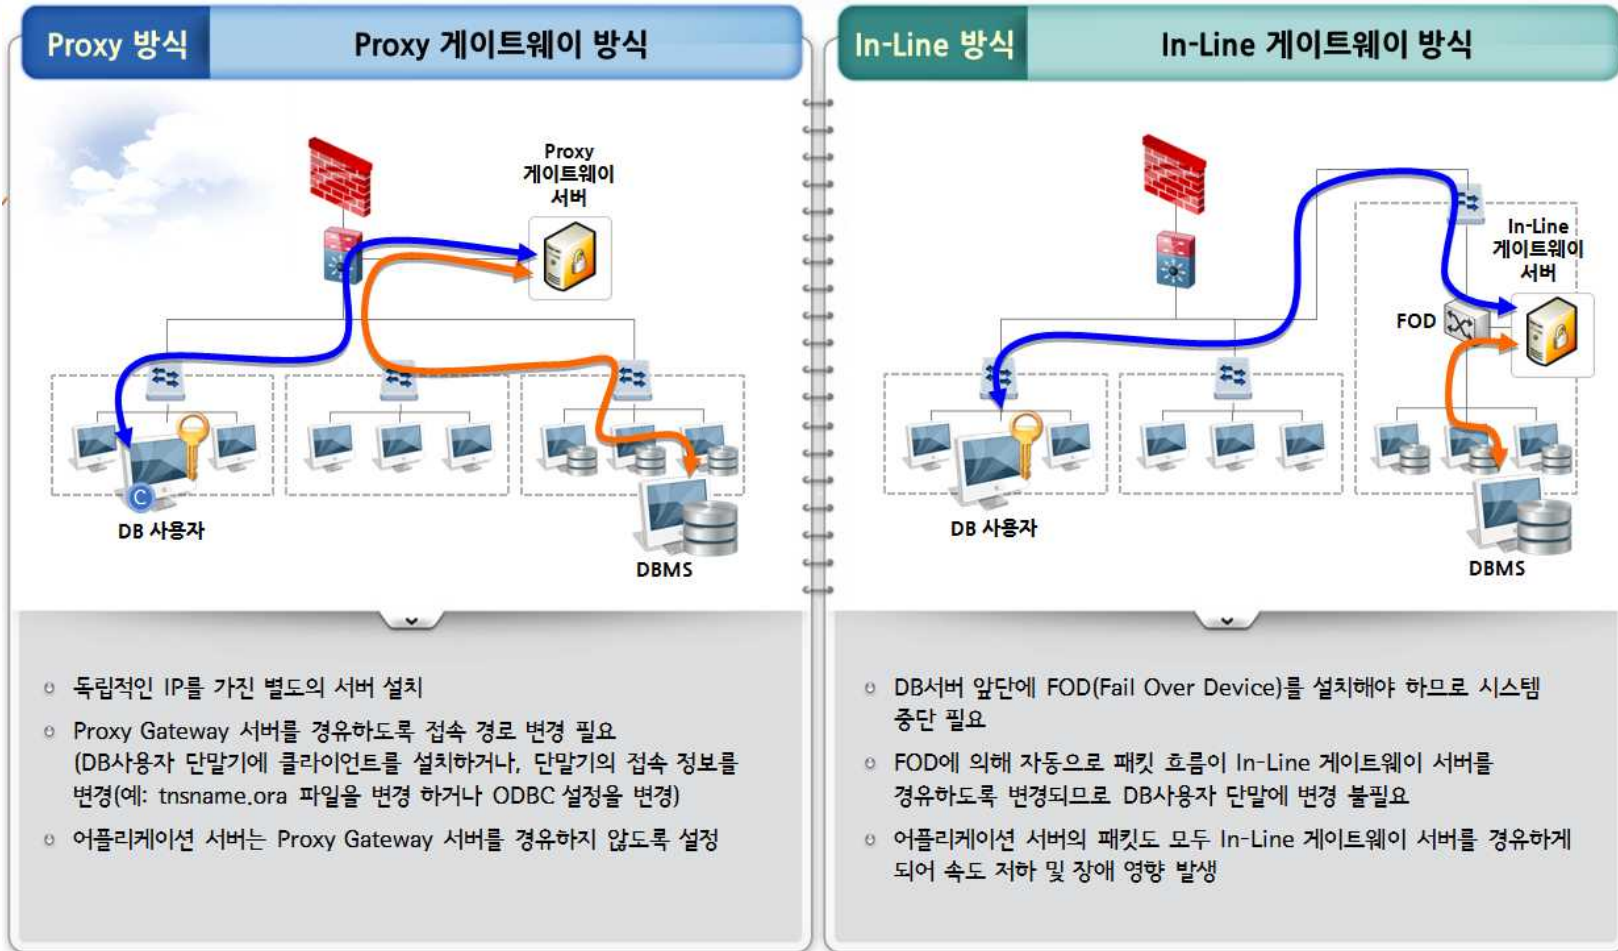 Proxy 방식
Proxy 게이트웨이 방식
Proxy
게이트웨이
서버
C
DB 사용자
DBMS
독립적인 IP를 가진 별도의 서버 설치
Proxy Gateway 서버를 경유하도록 접속 경로 변경 필요
(DB사용자 단말기에 클라이언트를 설치하거나, 단말기의 접속 정보를
변경(예: tnsname.ora 파일을 변경 하거나 ODBC 설정을 변경)
어플리케이션 서버는 Proxy Gateway 서버를 경유하지 않도록 설정
In-Line 방식
In-Line 게이트웨이 방식
In-Line
게이트웨이
서버
FOD
DB 사용자
DBMS
DB서버 앞단에 FOD(Fail Over Device)를 설치해야 하므로 시스템
중단 필요
FOD에 의해 자동으로 패킷 흐름이 In-Line 게이트웨이 서버를
경유하도록 변경되므로 DB사용자 단말에 변경 불필요
어플리케이션 서버의 패킷도 모두 In-Line 게이트웨이 서버를 경유하게
되어 속도 저하 및 장애 영향 발생